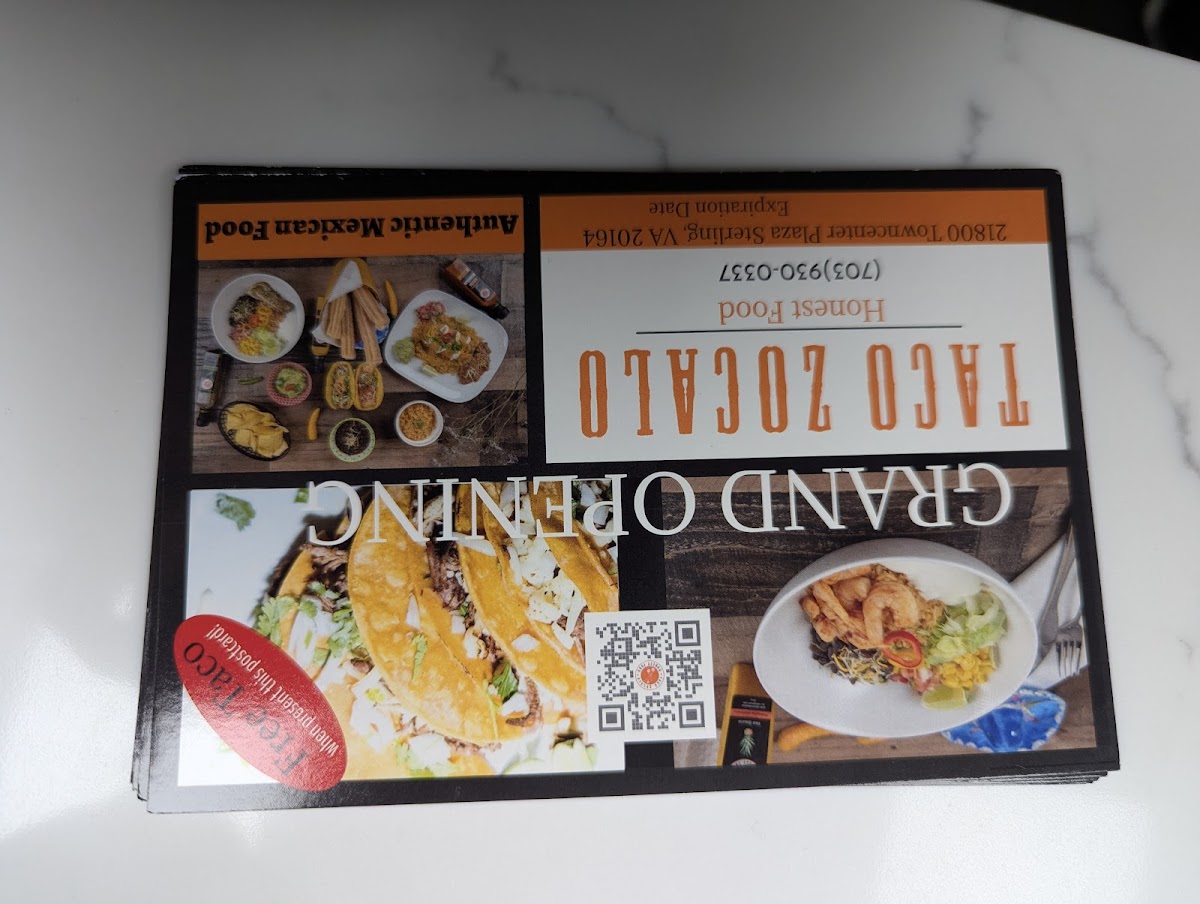 Free Taco
when present this postcard!
GRAND OPENING
TACO ZOCALO
Honest Food
(703)930-0337
21800 Towncenter Plaza Sterling, VA 20164
Expiration Date
Authentic Mexican Food